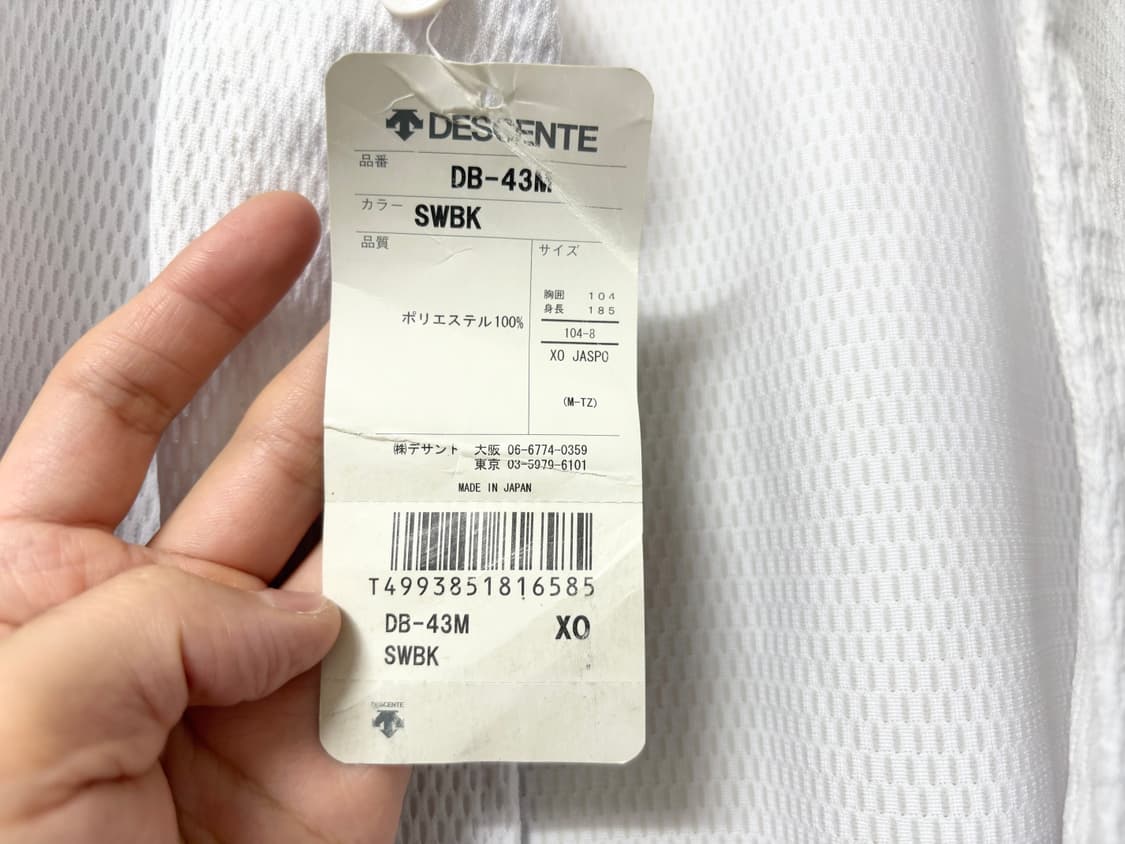 DESCENTE
品番
DB-43M
カラー SWBK
品質
サイズ
胸囲 104
身長 185
ポリエステル100%
104-8
XO JASPO
(M-TZ)
㈱デサント 大阪 06-6774-0359
東京 03-5979-6101
MADE IN JAPAN
T4993851816585
DB-43M XO
SWBK
DESCENTE